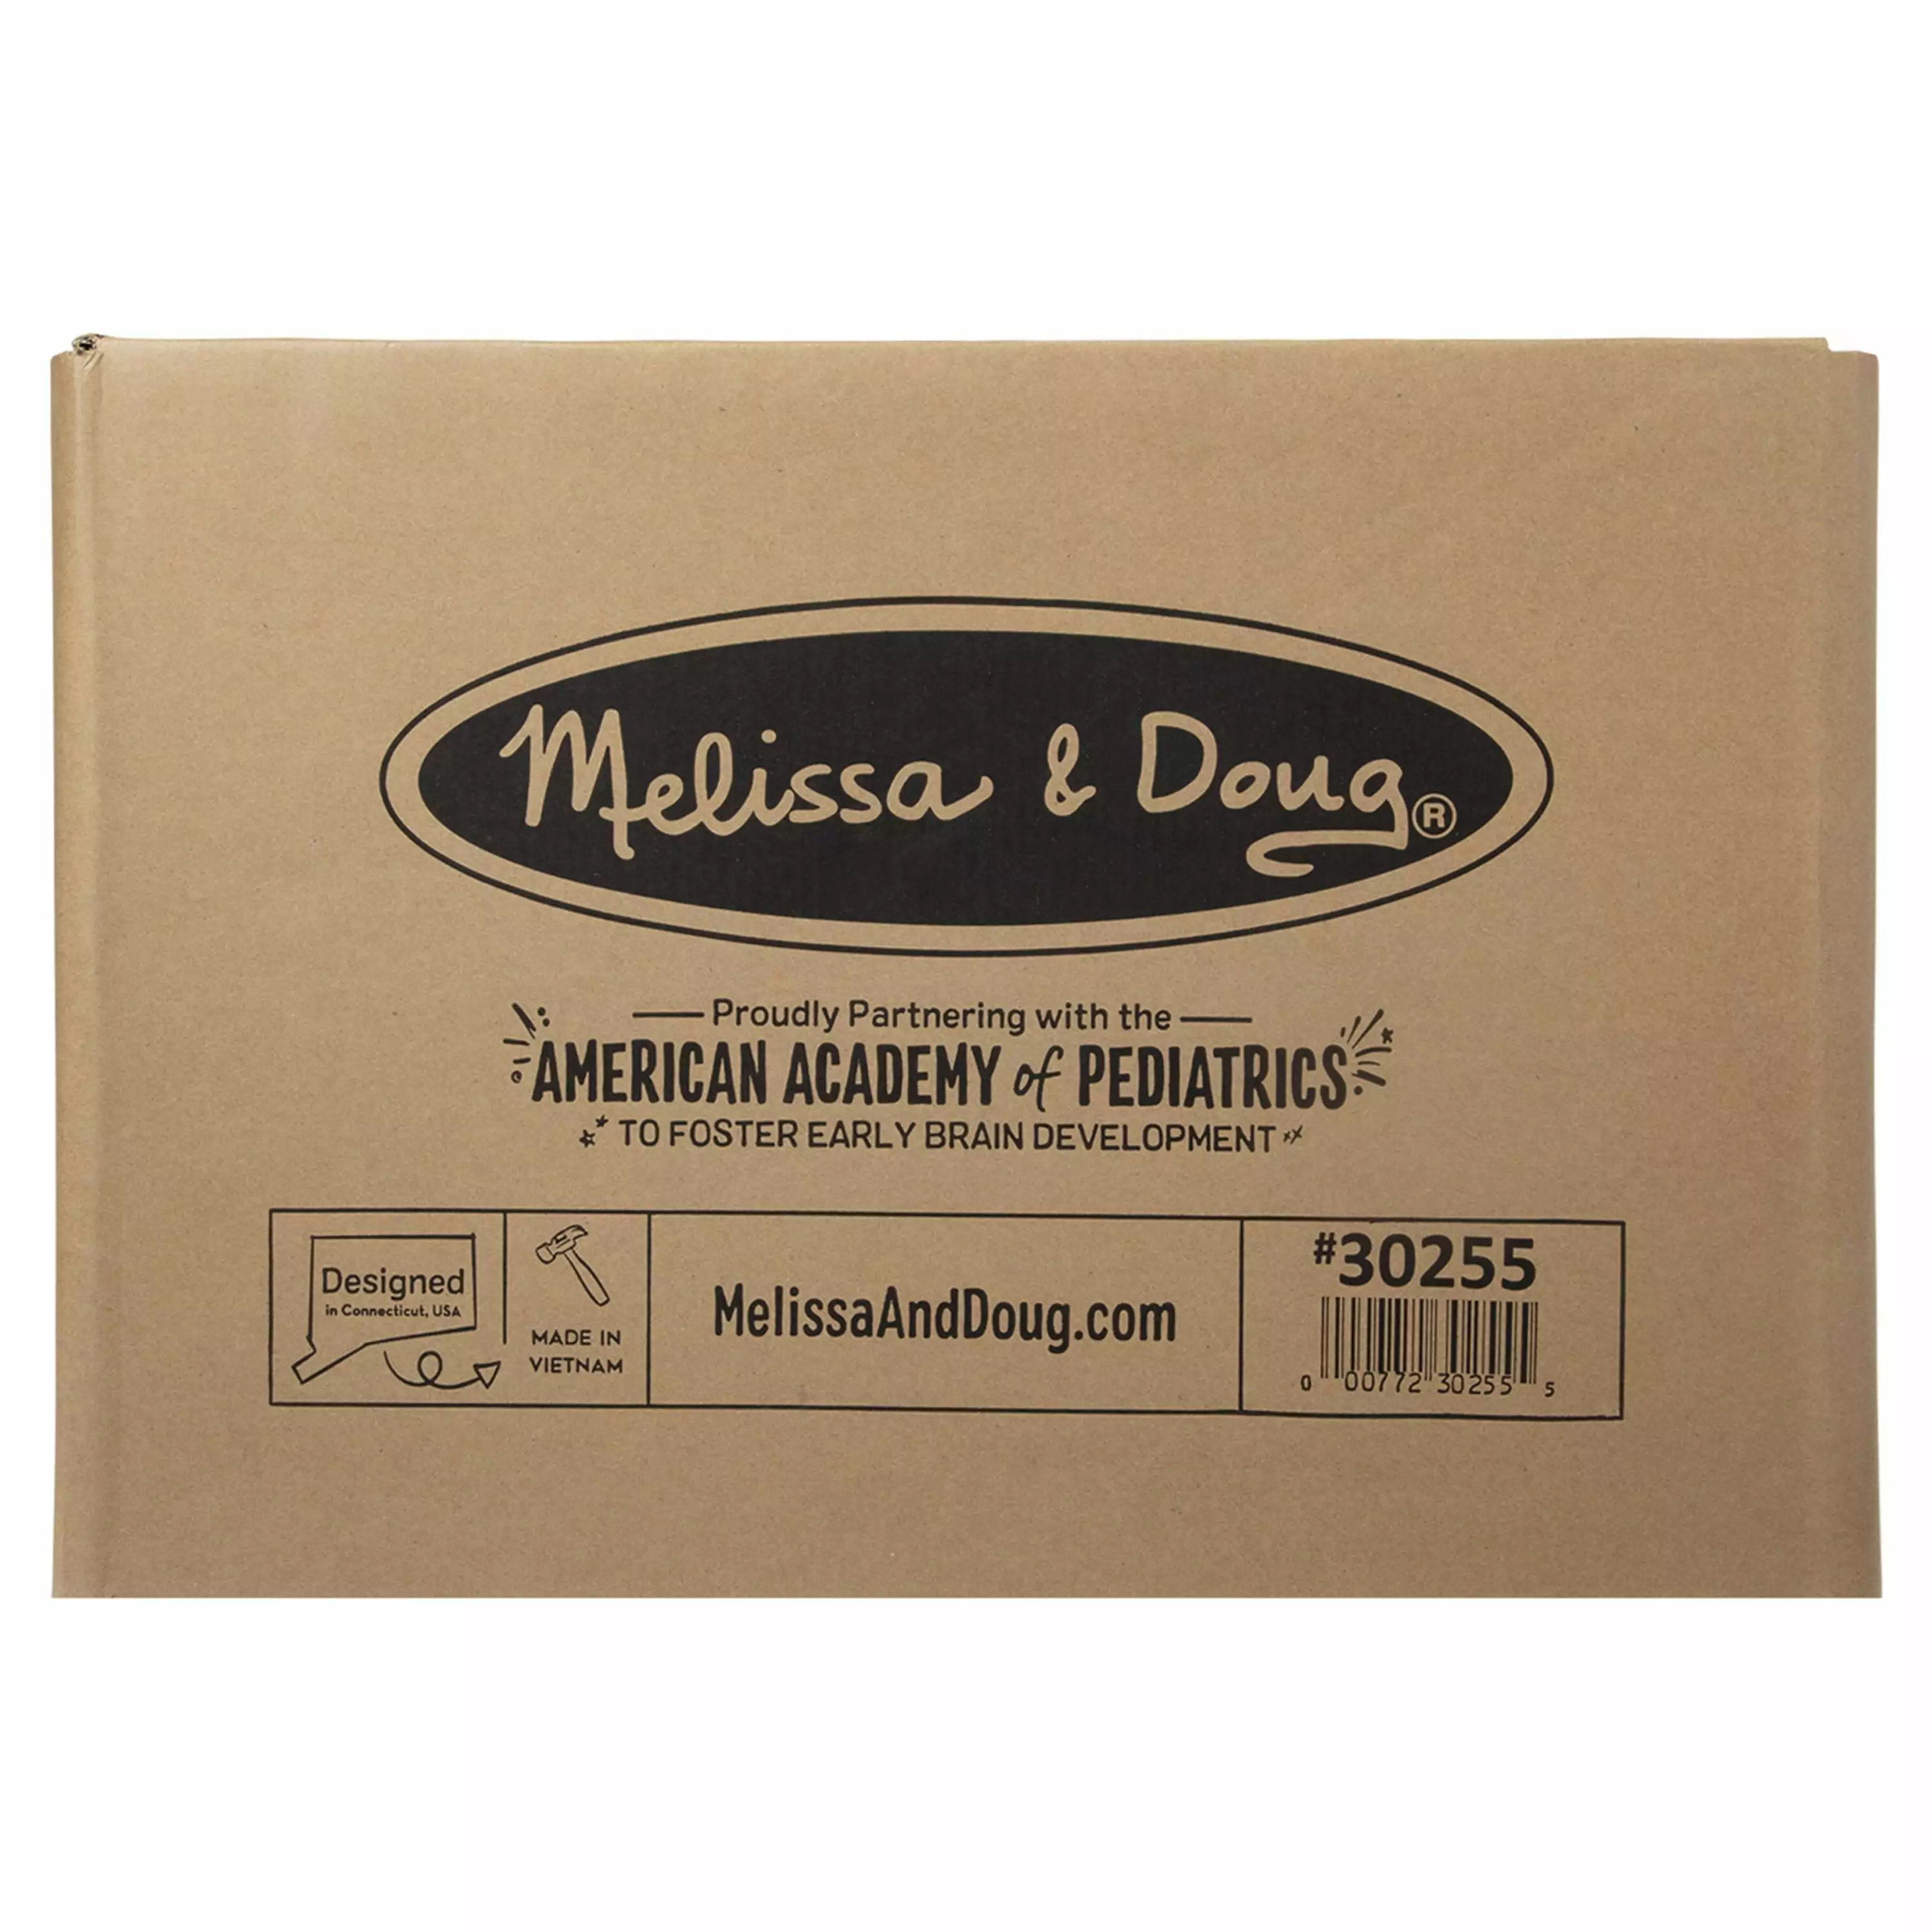 Melissa & Doug®
Proudly Partnering with the
AMERICAN ACADEMY of PEDIATRICS
TO FOSTER EARLY BRAIN DEVELOPMENT
Designed
in Connecticut, USA
MADE IN
VIETNAM
MelissaAndDoug.com
#30255
0 00772 30255 5